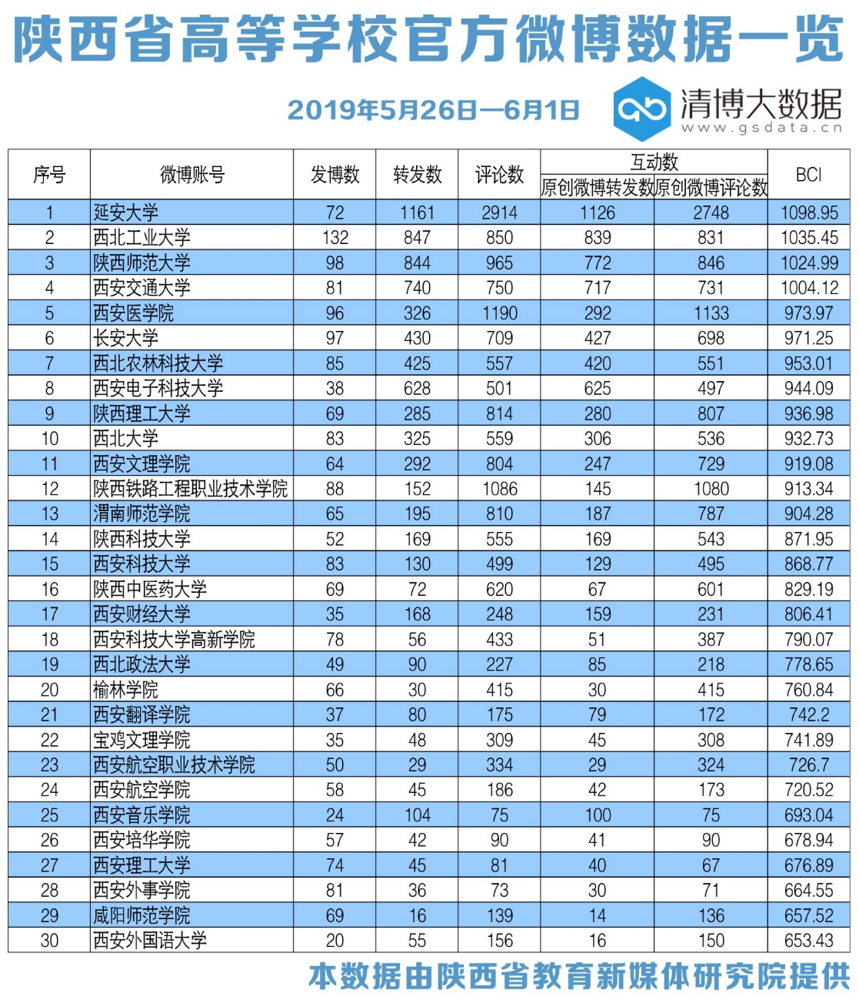 陕西省高等学校官方微博数据一览
2019年5月26日—6月1日
清博大数据
www.gsdata.cn
序号 微博账号 发博数 转发数 评论数 互动数 BCI
原创微博转发数 原创微博评论数
1 延安大学 72 1161 2914 1126 2748 1098.95
2 西北工业大学 132 847 850 839 831 1035.45
3 陕西师范大学 98 844 965 772 846 1024.99
4 西安交通大学 81 740 750 717 731 1004.12
5 西安医学院 96 326 1190 292 1133 973.97
6 长安大学 97 430 709 427 698 971.25
7 西北农林科技大学 85 425 557 420 551 953.01
8 西安电子科技大学 38 628 501 625 497 944.09
9 陕西理工大学 69 285 814 280 807 936.98
10 西北大学 83 325 559 306 536 932.73
11 西安文理学院 64 292 804 247 729 919.08
12 陕西铁路工程职业技术学院 88 152 1086 145 1080 913.34
13 渭南师范学院 65 195 810 187 787 904.28
14 陕西科技大学 52 169 555 169 543 871.95
15 西安科技大学 83 130 499 129 495 868.77
16 陕西中医药大学 69 72 620 67 601 829.19
17 西安财经大学 35 168 248 159 231 806.41
18 西安科技大学高新学院 78 56 433 51 387 790.07
19 西北政法大学 49 90 227 85 218 778.65
20 榆林学院 66 30 415 30 415 760.84
21 西安翻译学院 37 80 175 79 172 742.2
22 宝鸡文理学院 35 48 309 45 308 741.89
23 西安航空职业技术学院 50 29 334 29 324 726.7
24 西安航空学院 58 45 186 42 173 720.52
25 西安音乐学院 24 104 75 100 75 693.04
26 西安培华学院 57 42 90 41 90 678.94
27 西安理工大学 74 45 81 40 67 676.89
28 西安外事学院 81 36 73 30 71 664.55
29 咸阳师范学院 69 16 139 14 136 657.52
30 西安外国语大学 20 55 156 16 150 653.43
本数据由陕西省教育新媒体研究院提供